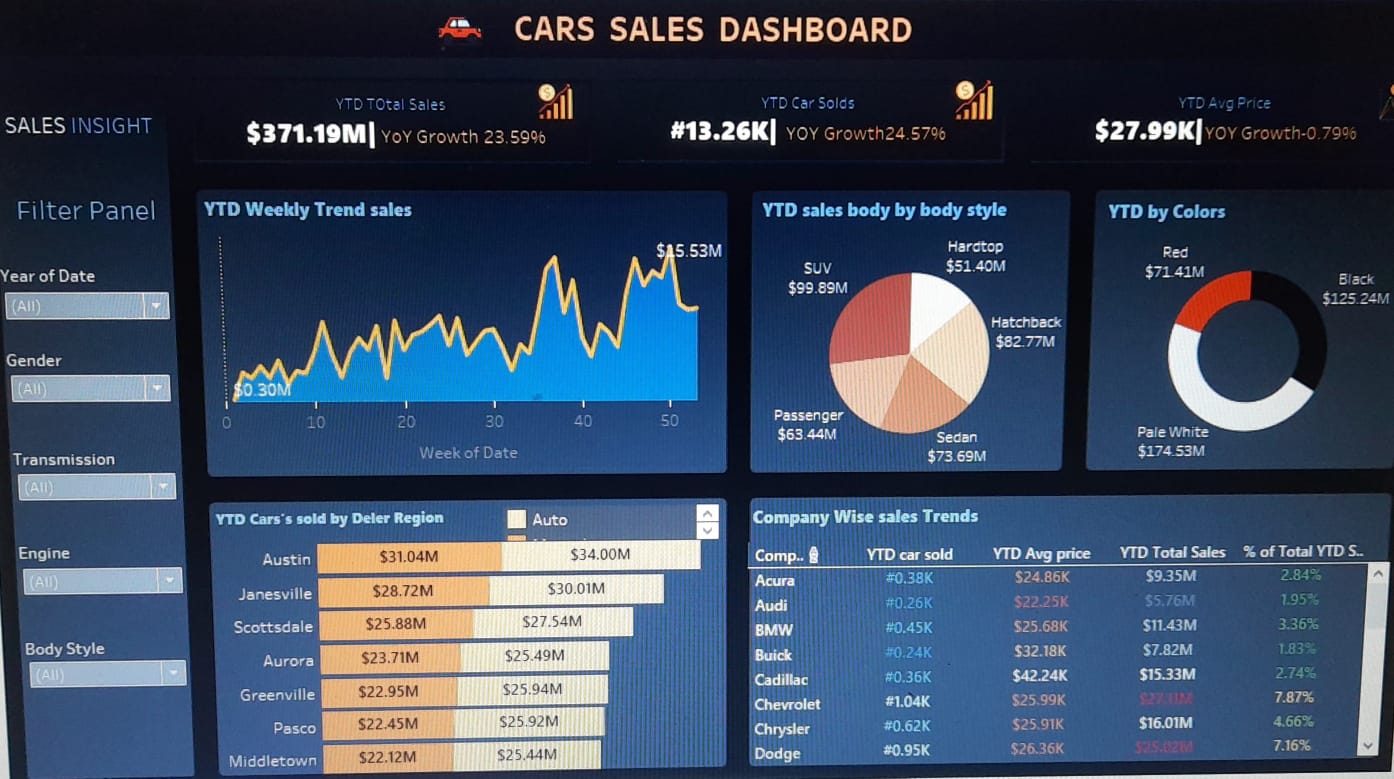 CARS SALES DASHBOARD
SALES INSIGHT
YTD TOtal Sales
$371.19M| YoY Growth 23.59%
YTD Car Solds
#13.26K| YOY Growth24.57%
YTD Avg Price
$27.99K|YOY Growth-0.79%
Filter Panel
Year of Date
(All)
Gender
(All)
Transmission
(All)
Engine
(All)
Body Style
(All)
YTD Weekly Trend sales
$15.53M
$0.30M
0 10 20 30 40 50
Week of Date
YTD sales body by body style
Hardtop
$51.40M
SUV
$99.89M
Hatchback
$82.77M
Passenger
$63.44M
Sedan
$73.69M
YTD by Colors
Red
$71.41M
Black
$125.24M
Pale White
$174.53M
YTD Cars's sold by Deler Region
Auto
Austin $31.04M $34.00M
Janesville $28.72M $30.01M
Scottsdale $25.88M $27.54M
Aurora $23.71M $25.49M
Greenville $22.95M $25.94M
Pasco $22.45M $25.92M
Middletown $22.12M $25.44M
Company Wise sales Trends
Comp.. YTD car sold YTD Avg price YTD Total Sales % of Total YTD S..
Acura #0.38K $24.86K $9.35M 2.84%
Audi #0.26K $22.25K $5.76M 1.95%
BMW #0.45K $25.68K $11.43M 3.36%
Buick #0.24K $32.18K $7.82M 1.83%
Cadillac #0.36K $42.24K $15.33M 2.74%
Chevrolet #1.04K $25.99K 7.87%
Chrysler #0.62K $25.91K $16.01M 4.66%
Dodge #0.95K $26.36K $25.02M 7.16%